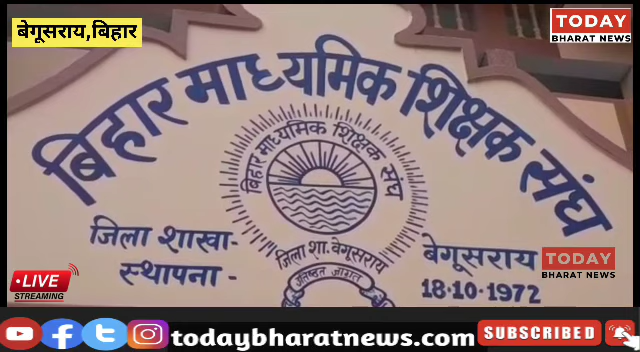 बेगूसराय,बिहार
TODAY
BHARAT NEWS
बिहार माध्यमिक शिक्षक संघ
बिहार माध्यमिक शिक्षक संघ
जिला शा. बेगूसराय
जिला शाखा- बेगूसराय
स्थापना - 18-10-1972
TODAY
BHARAT NEWS
LIVE
STREAMING
todaybharatnews.com
SUBSCRIBED